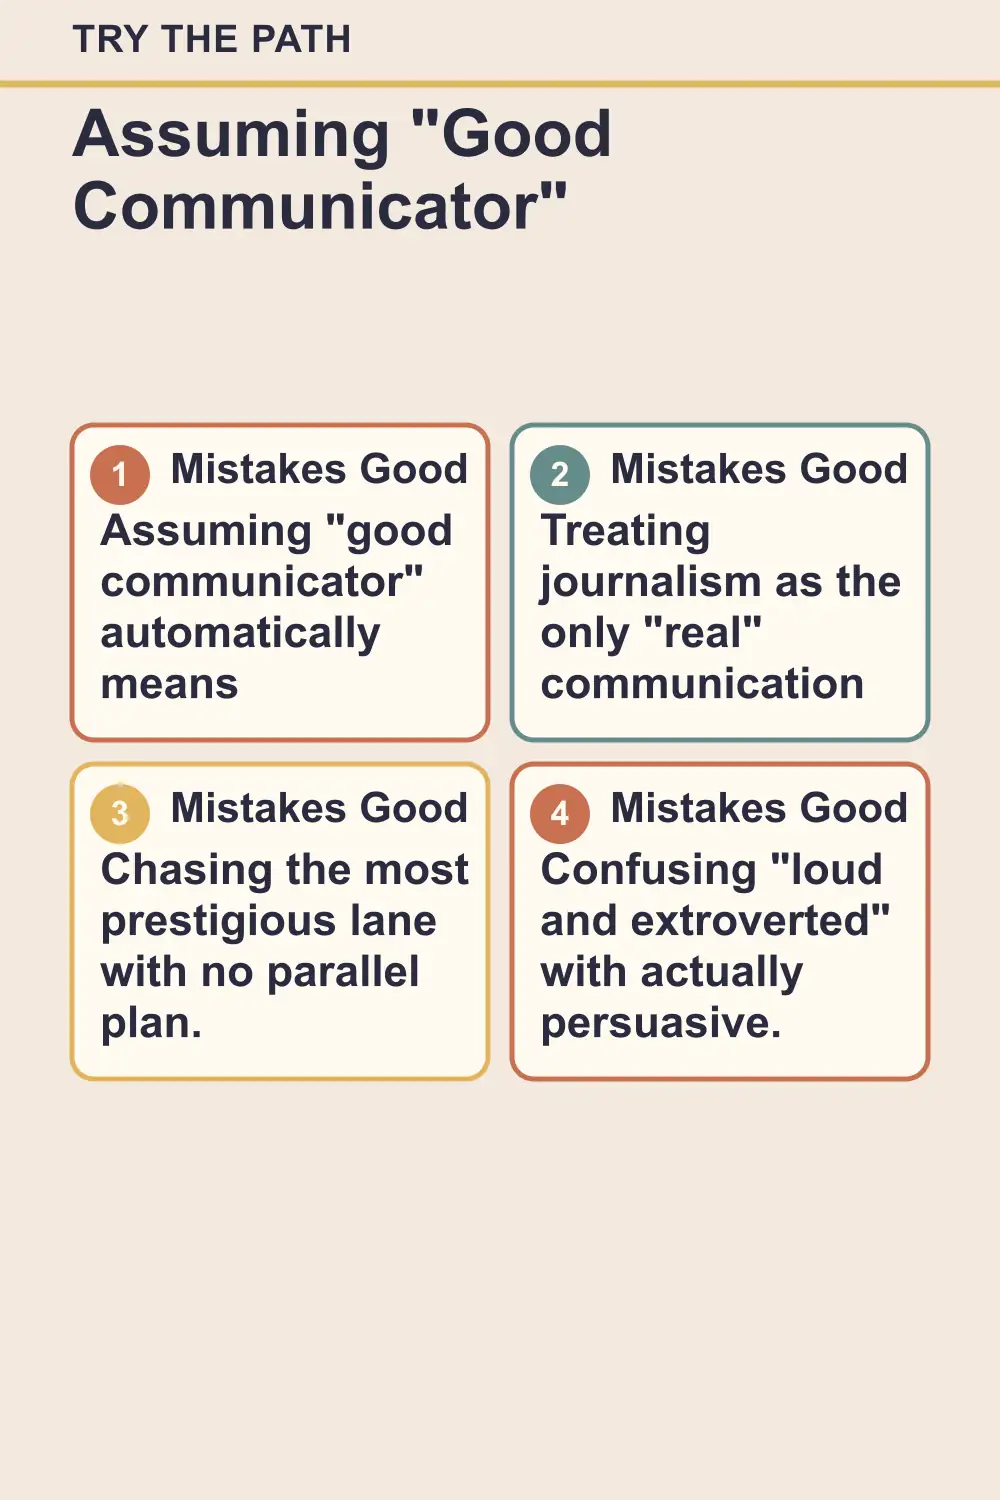 TRY THE PATH
Assuming "Good
Communicator"
1 Mistakes Good
Assuming "good
communicator"
automatically
means
2 Mistakes Good
Treating
journalism as the
only "real"
communication
3 Mistakes Good
Chasing the most
prestigious lane
with no parallel
plan.
4 Mistakes Good
Confusing "loud
and extroverted"
with actually
persuasive.